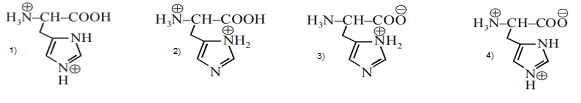 ⊕
H₃N—CH—COOH
NH
N⊕
H
1)
⊕
H₃N—CH—COOH
⊕
NH₂
N
2)
⊕
H₃N—CH—COO⊖
⊕
NH₂
N
3)
⊕
H₃N—CH—COO⊖
NH
N⊕
H
4)